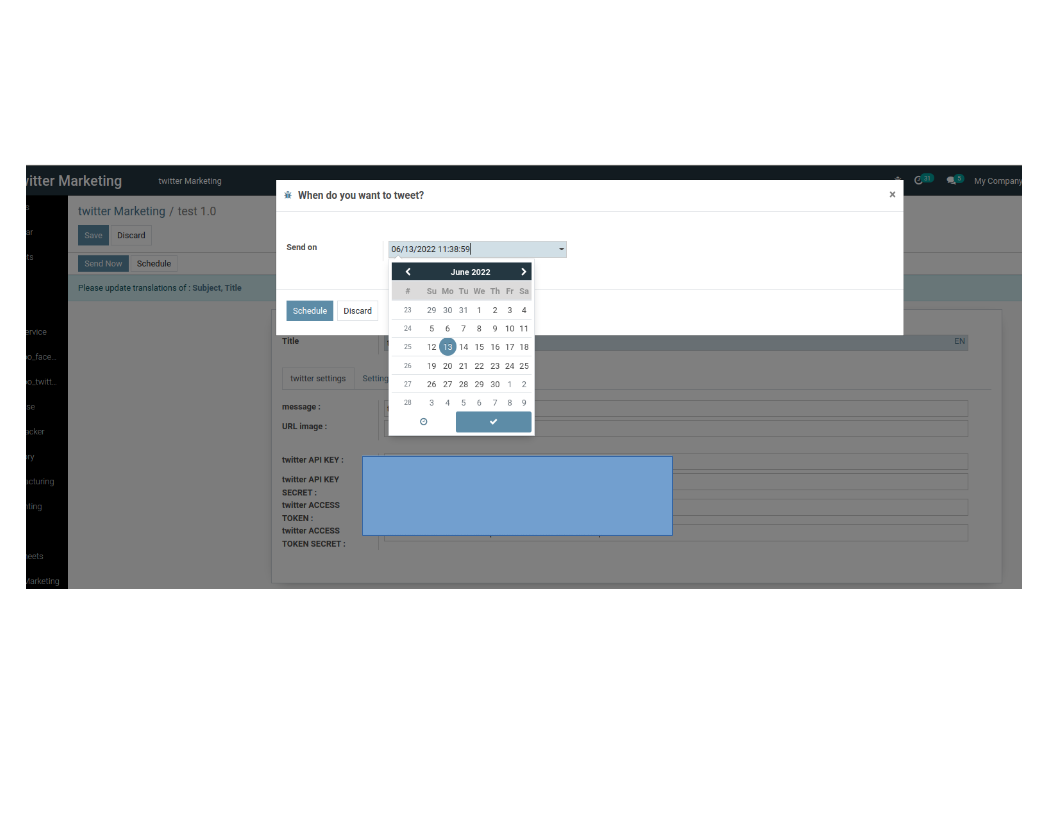 itter Marketing
twitter Marketing
31
5
My Company
When do you want to tweet?
×
twitter Marketing / test 1.0
Save
Discard
Send on
06/13/2022 11:38:59
Send Now
Schedule
Please update translations of : Subject, Title
June 2022
# Su Mo Tu We Th Fr Sa
23 29 30 31 1 2 3 4
24 5 6 7 8 9 10 11
25 12 13 14 15 16 17 18
26 19 20 21 22 23 24 25
27 26 27 28 29 30 1 2
28 3 4 5 6 7 8 9
Schedule
Discard
Title
EN
twitter settings
Setting
message :
URL image :
twitter API KEY :
twitter API KEY
SECRET :
twitter ACCESS
TOKEN :
twitter ACCESS
TOKEN SECRET :
s
ar
ts
ervice
o_face...
o_twitt...
se
acker
ry
cturing
ting
eets
Marketing